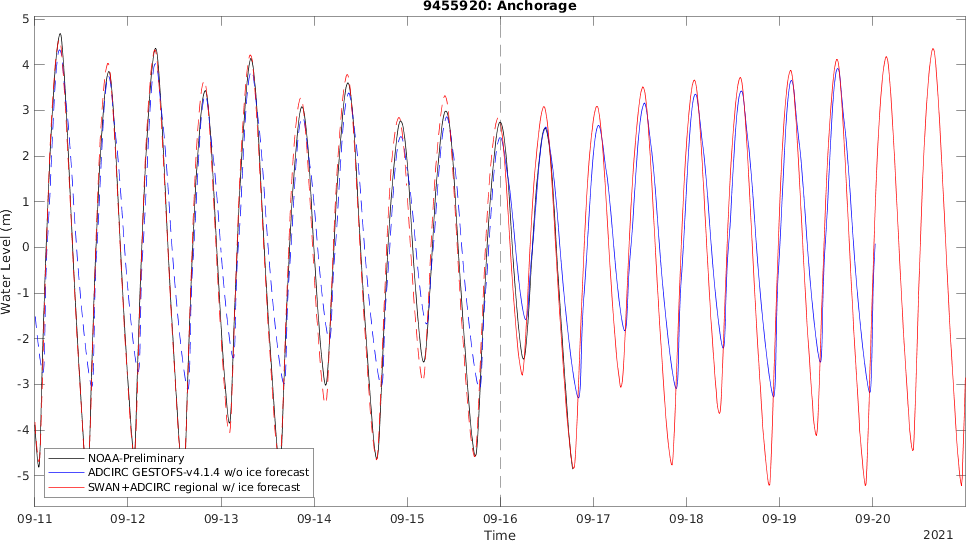 9455920: Anchorage
5
4
3
2
1
0
-1
-2
-3
-4
-5
Water Level (m)
NOAA-Preliminary
ADCIRC GESTOFS-v4.1.4 w/o ice forecast
SWAN+ADCIRC regional w/ ice forecast
09-11 09-12 09-13 09-14 09-15 09-16 09-17 09-18 09-19 09-20
Time
2021